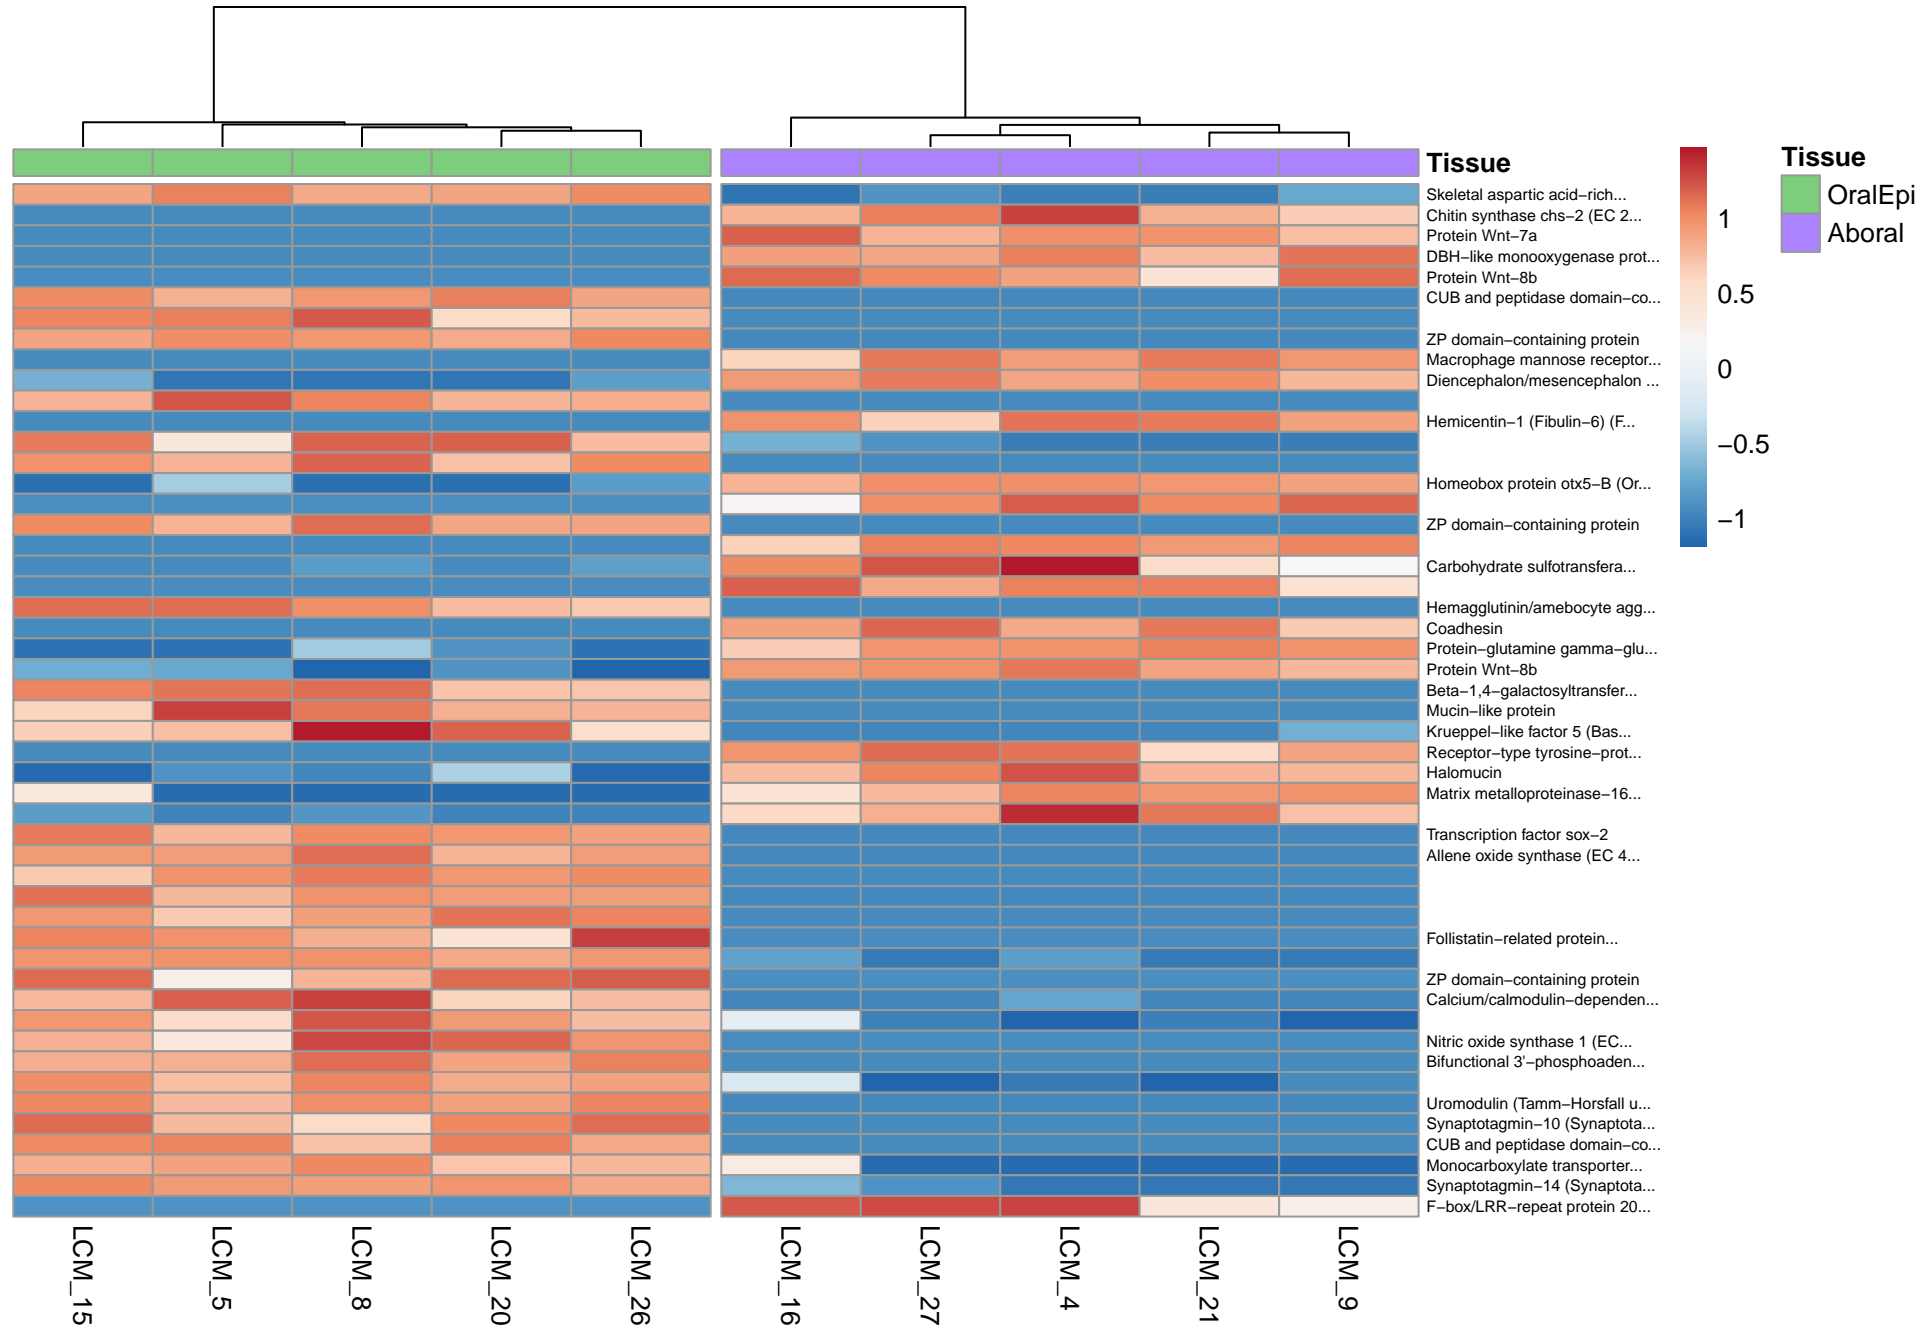 Tissue
Skeletal aspartic acid−rich...
Chitin synthase chs−2 (EC 2...
Protein Wnt−7a
DBH−like monooxygenase prot...
Protein Wnt−8b
CUB and peptidase domain−co...
ZP domain−containing protein
Macrophage mannose receptor...
Diencephalon/mesencephalon ...
Hemicentin−1 (Fibulin−6) (F...
Homeobox protein otx5−B (Or...
ZP domain−containing protein
Carbohydrate sulfotransfera...
Hemagglutinin/amebocyte agg...
Coadhesin
Protein−glutamine gamma−glu...
Protein Wnt−8b
Beta−1,4−galactosyltransfer...
Mucin−like protein
Krueppel−like factor 5 (Bas...
Receptor−type tyrosine−prot...
Halomucin
Matrix metalloproteinase−16...
Transcription factor sox−2
Allene oxide synthase (EC 4...
Follistatin−related protein...
ZP domain−containing protein
Calcium/calmodulin−dependen...
Nitric oxide synthase 1 (EC...
Bifunctional 3'−phosphoaden...
Uromodulin (Tamm−Horsfall u...
Synaptotagmin−10 (Synaptota...
CUB and peptidase domain−co...
Monocarboxylate transporter...
Synaptotagmin−14 (Synaptota...
F−box/LRR−repeat protein 20...
1
0.5
0
−0.5
−1
Tissue
OralEpi
Aboral
LCM_15
LCM_5
LCM_8
LCM_20
LCM_26
LCM_16
LCM_27
LCM_4
LCM_21
LCM_9